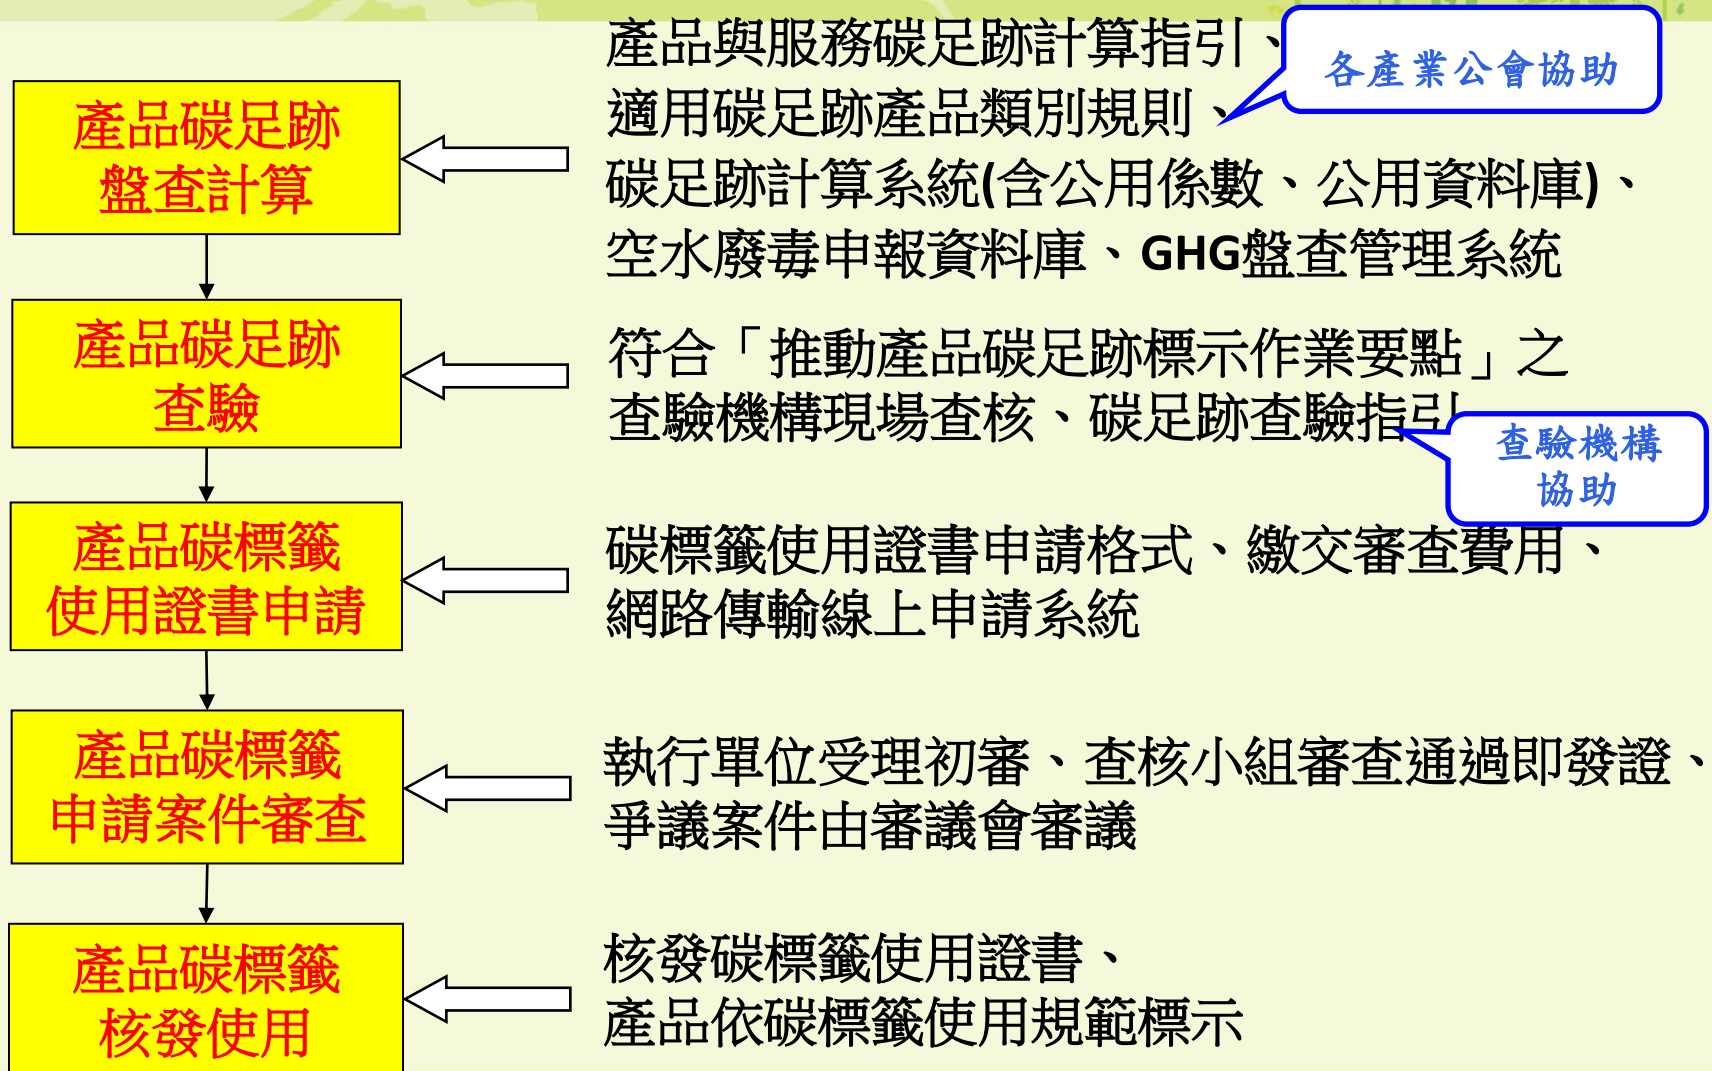 產品碳足跡
盤查計算
產品與服務碳足跡計算指引、
適用碳足跡產品類別規則、
碳足跡計算系統(含公用係數、公用資料庫)、
空水廢毒申報資料庫、GHG盤查管理系統
各產業公會協助
產品碳足跡
查驗
符合「推動產品碳足跡標示作業要點」之
查驗機構現場查核、碳足跡查驗指引
查驗機構
協助
產品碳標籤
使用證書申請
碳標籤使用證書申請格式、繳交審查費用、
網路傳輸線上申請系統
產品碳標籤
申請案件審查
執行單位受理初審、查核小組審查通過即發證、
爭議案件由審議會審議
產品碳標籤
核發使用
核發碳標籤使用證書、
產品依碳標籤使用規範標示